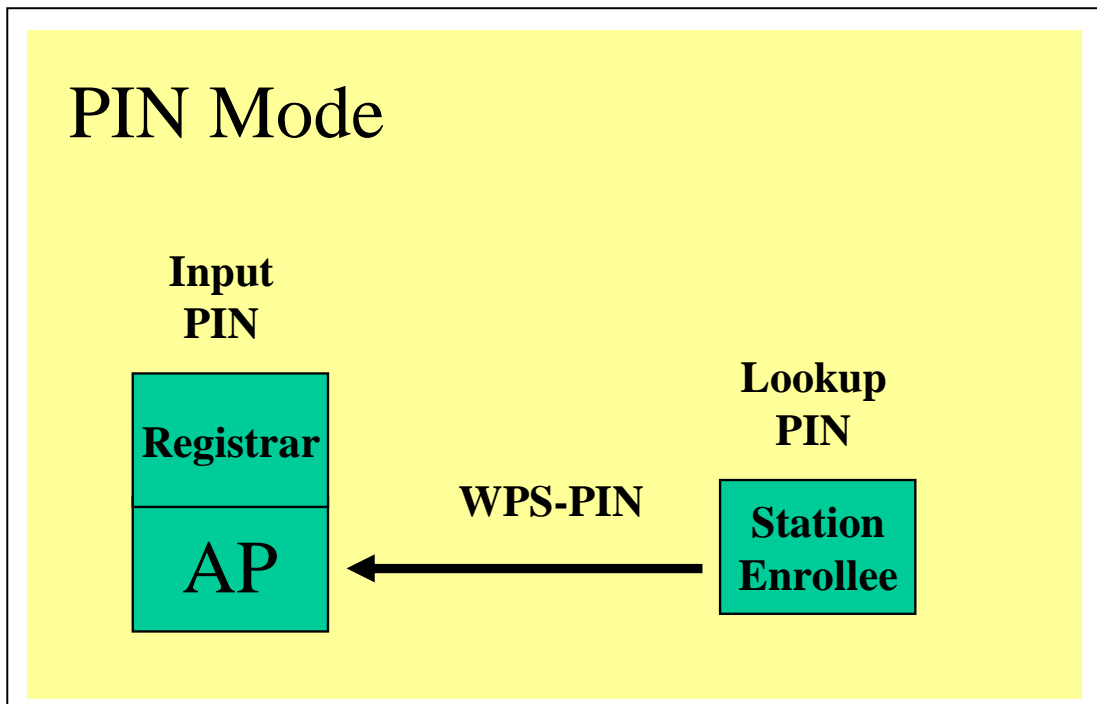 PIN Mode
Input
PIN
Registrar
AP
WPS-PIN
Lookup
PIN
Station
Enrollee